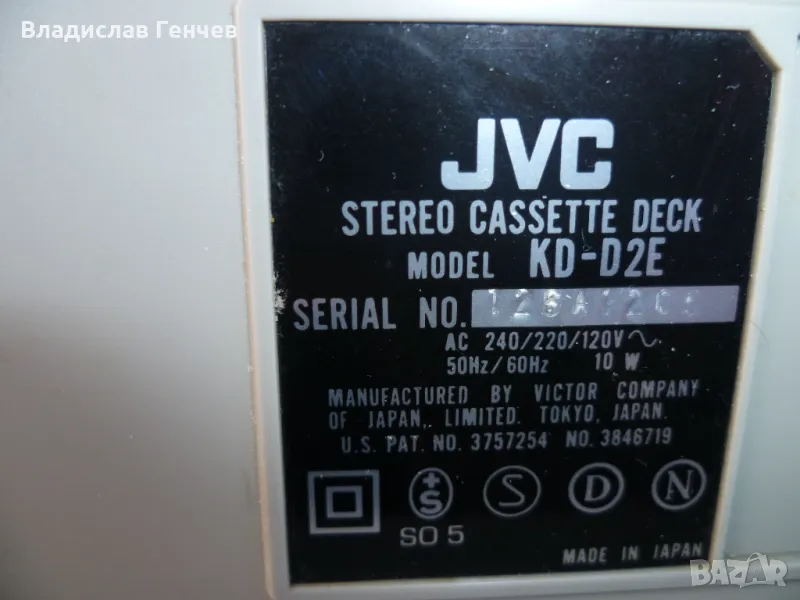 Владислав Генчев
JVC
STEREO CASSETTE DECK
MODEL KD-D2E
SERIAL NO.
AC 240/220/120V~
50Hz/60Hz 10 W
MANUFACTURED BY VICTOR COMPANY
OF JAPAN, LIMITED. TOKYO, JAPAN.
U.S. PAT. NO. 3757254 NO. 3846719
+S S D N
SO 5
MADE IN JAPAN
BAZAR